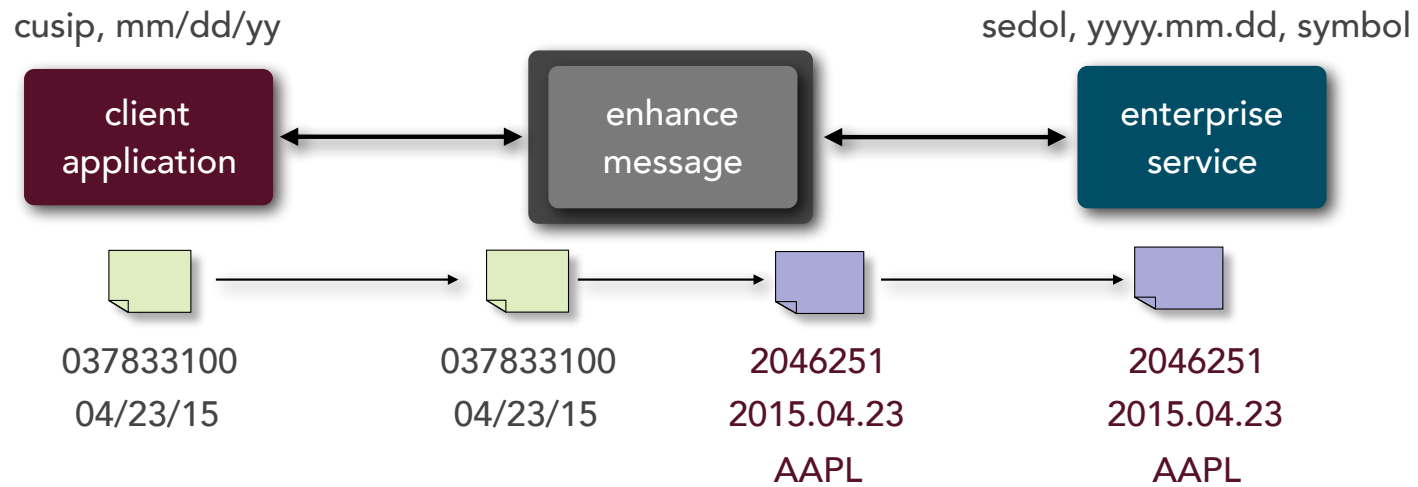 cusip, mm/dd/yy
sedol, yyyy.mm.dd, symbol
client
application
enhance
message
enterprise
service
037833100
04/23/15
037833100
04/23/15
2046251
2015.04.23
AAPL
2046251
2015.04.23
AAPL